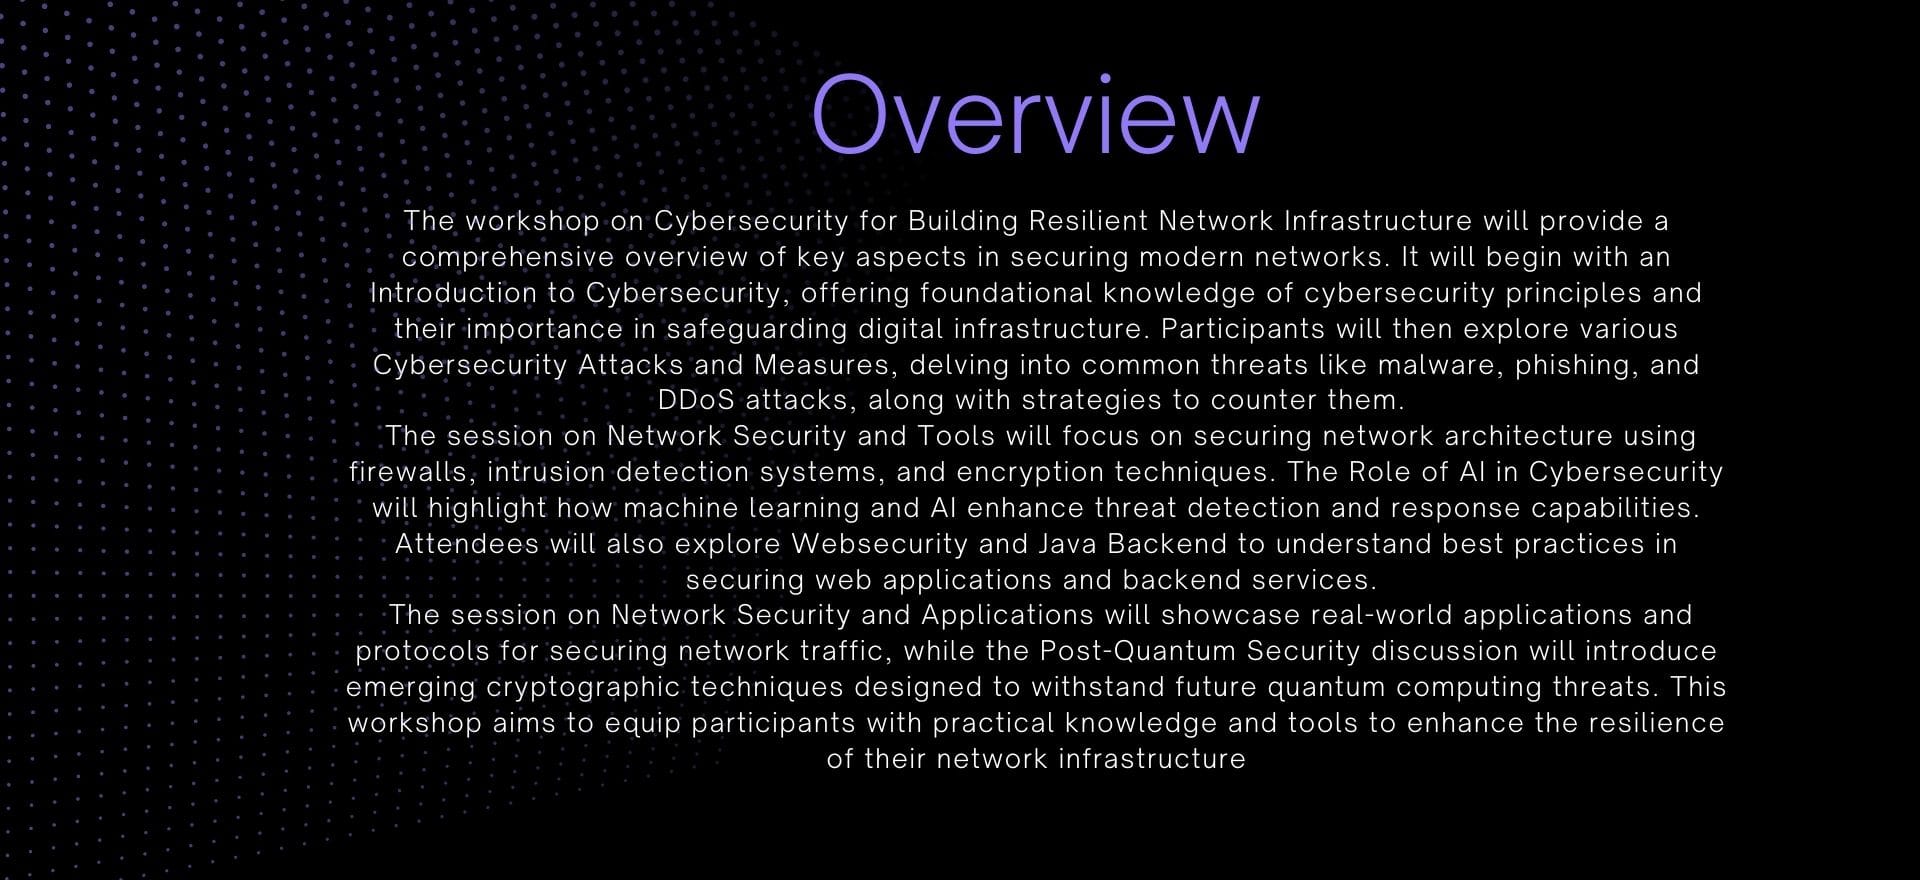 Overview
The workshop on Cybersecurity for Building Resilient Network Infrastructure will provide a
comprehensive overview of key aspects in securing modern networks. It will begin with an
Introduction to Cybersecurity, offering foundational knowledge of cybersecurity principles and
their importance in safeguarding digital infrastructure. Participants will then explore various
Cybersecurity Attacks and Measures, delving into common threats like malware, phishing, and
DDoS attacks, along with strategies to counter them.
The session on Network Security and Tools will focus on securing network architecture using
firewalls, intrusion detection systems, and encryption techniques. The Role of AI in Cybersecurity
will highlight how machine learning and AI enhance threat detection and response capabilities.
Attendees will also explore Websecurity and Java Backend to understand best practices in
securing web applications and backend services.
The session on Network Security and Applications will showcase real-world applications and
protocols for securing network traffic, while the Post-Quantum Security discussion will introduce
emerging cryptographic techniques designed to withstand future quantum computing threats. This
workshop aims to equip participants with practical knowledge and tools to enhance the resilience
of their network infrastructure